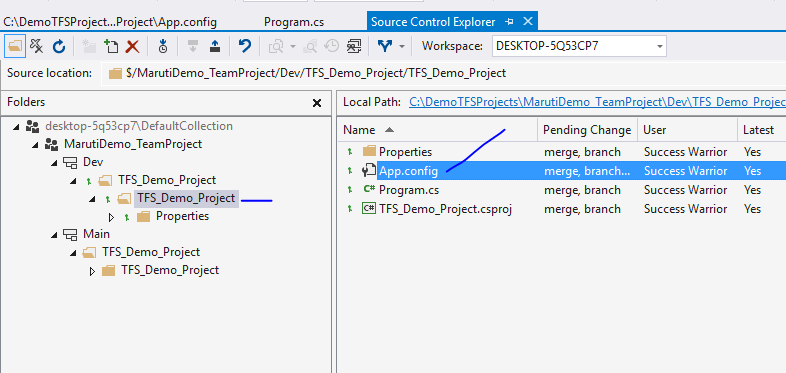 C:\DemoTFSProject...Project\App.config Program.cs Source Control Explorer
Workspace: DESKTOP-5Q53CP7
Source location: $/MarutiDemo_TeamProject/Dev/TFS_Demo_Project/TFS_Demo_Project
Folders
desktop-5q53cp7\DefaultCollection
MarutiDemo_TeamProject
Dev
TFS_Demo_Project
TFS_Demo_Project
Properties
Main
TFS_Demo_Project
TFS_Demo_Project
Local Path: C:\DemoTFSProjects\MarutiDemo_TeamProject\Dev\TFS_Demo_Projec
Name Pending Change User Latest
Properties merge, branch Success Warrior Yes
App.config merge, branch... Success Warrior Yes
C# Program.cs merge, branch Success Warrior Yes
C# TFS_Demo_Project.csproj merge, branch Success Warrior Yes